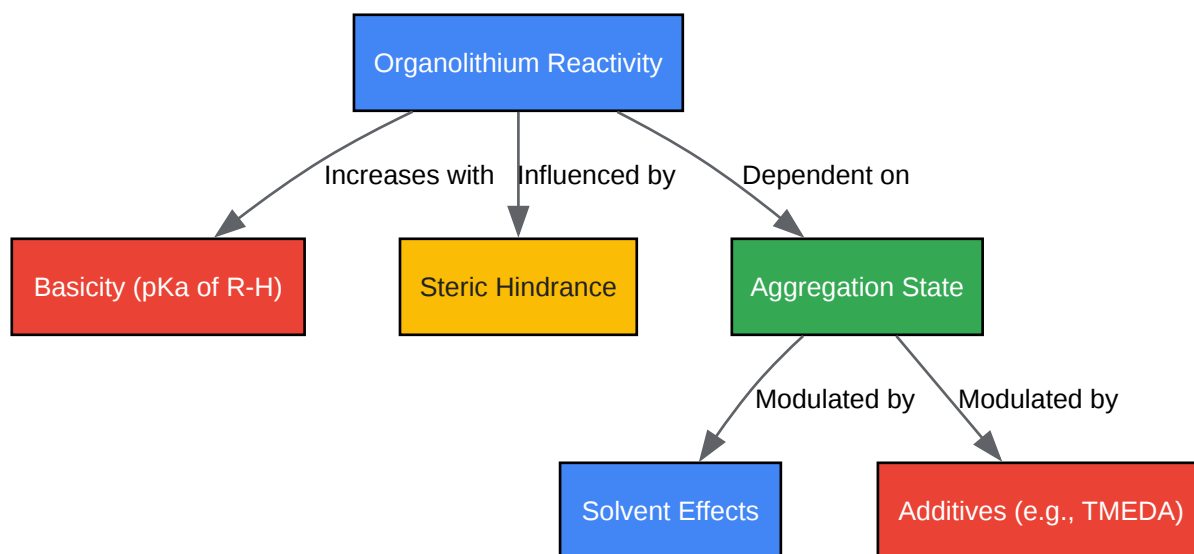 Organolithium Reactivity
Increases with
Influenced by
Dependent on
Basicity (pKa of R-H)
Steric Hindrance
Aggregation State
Modulated by
Modulated by
Solvent Effects
Additives (e.g., TMEDA)